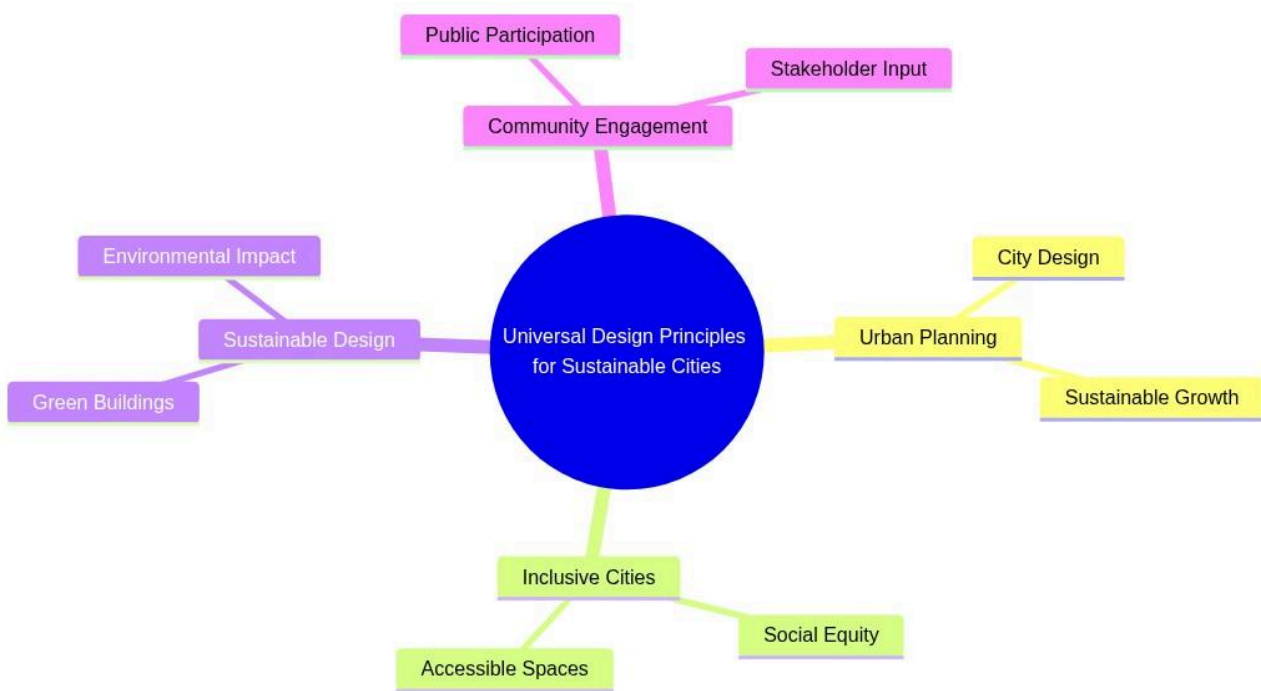 Public Participation
Stakeholder Input
Community Engagement
Environmental Impact
City Design
Sustainable Design
Universal Design Principles
for Sustainable Cities
Urban Planning
Green Buildings
Sustainable Growth
Inclusive Cities
Social Equity
Accessible Spaces